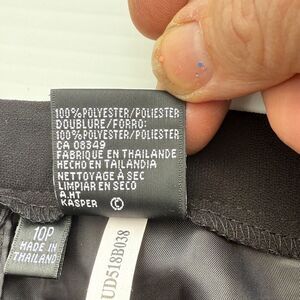 100% POLYESTER/POLIESTER
DOUBLURE/FORRO:
100% POLYESTER/POLIESTER
CA 08349
FABRIQUE EN THAILANDE
HECHO EN TAILANDIA
NETTOYAGE À SEC
LIMPIAR EN SECO
A.HT
KASPER Ⓒ
10P
MADE IN
THAILAND
UD518B038